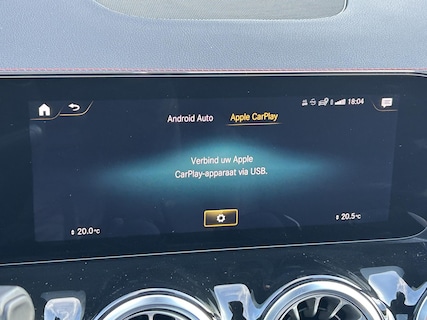 18:04
Android Auto Apple CarPlay
Verbind uw Apple
CarPlay-apparaat via USB.
20.0°C 20.5°C